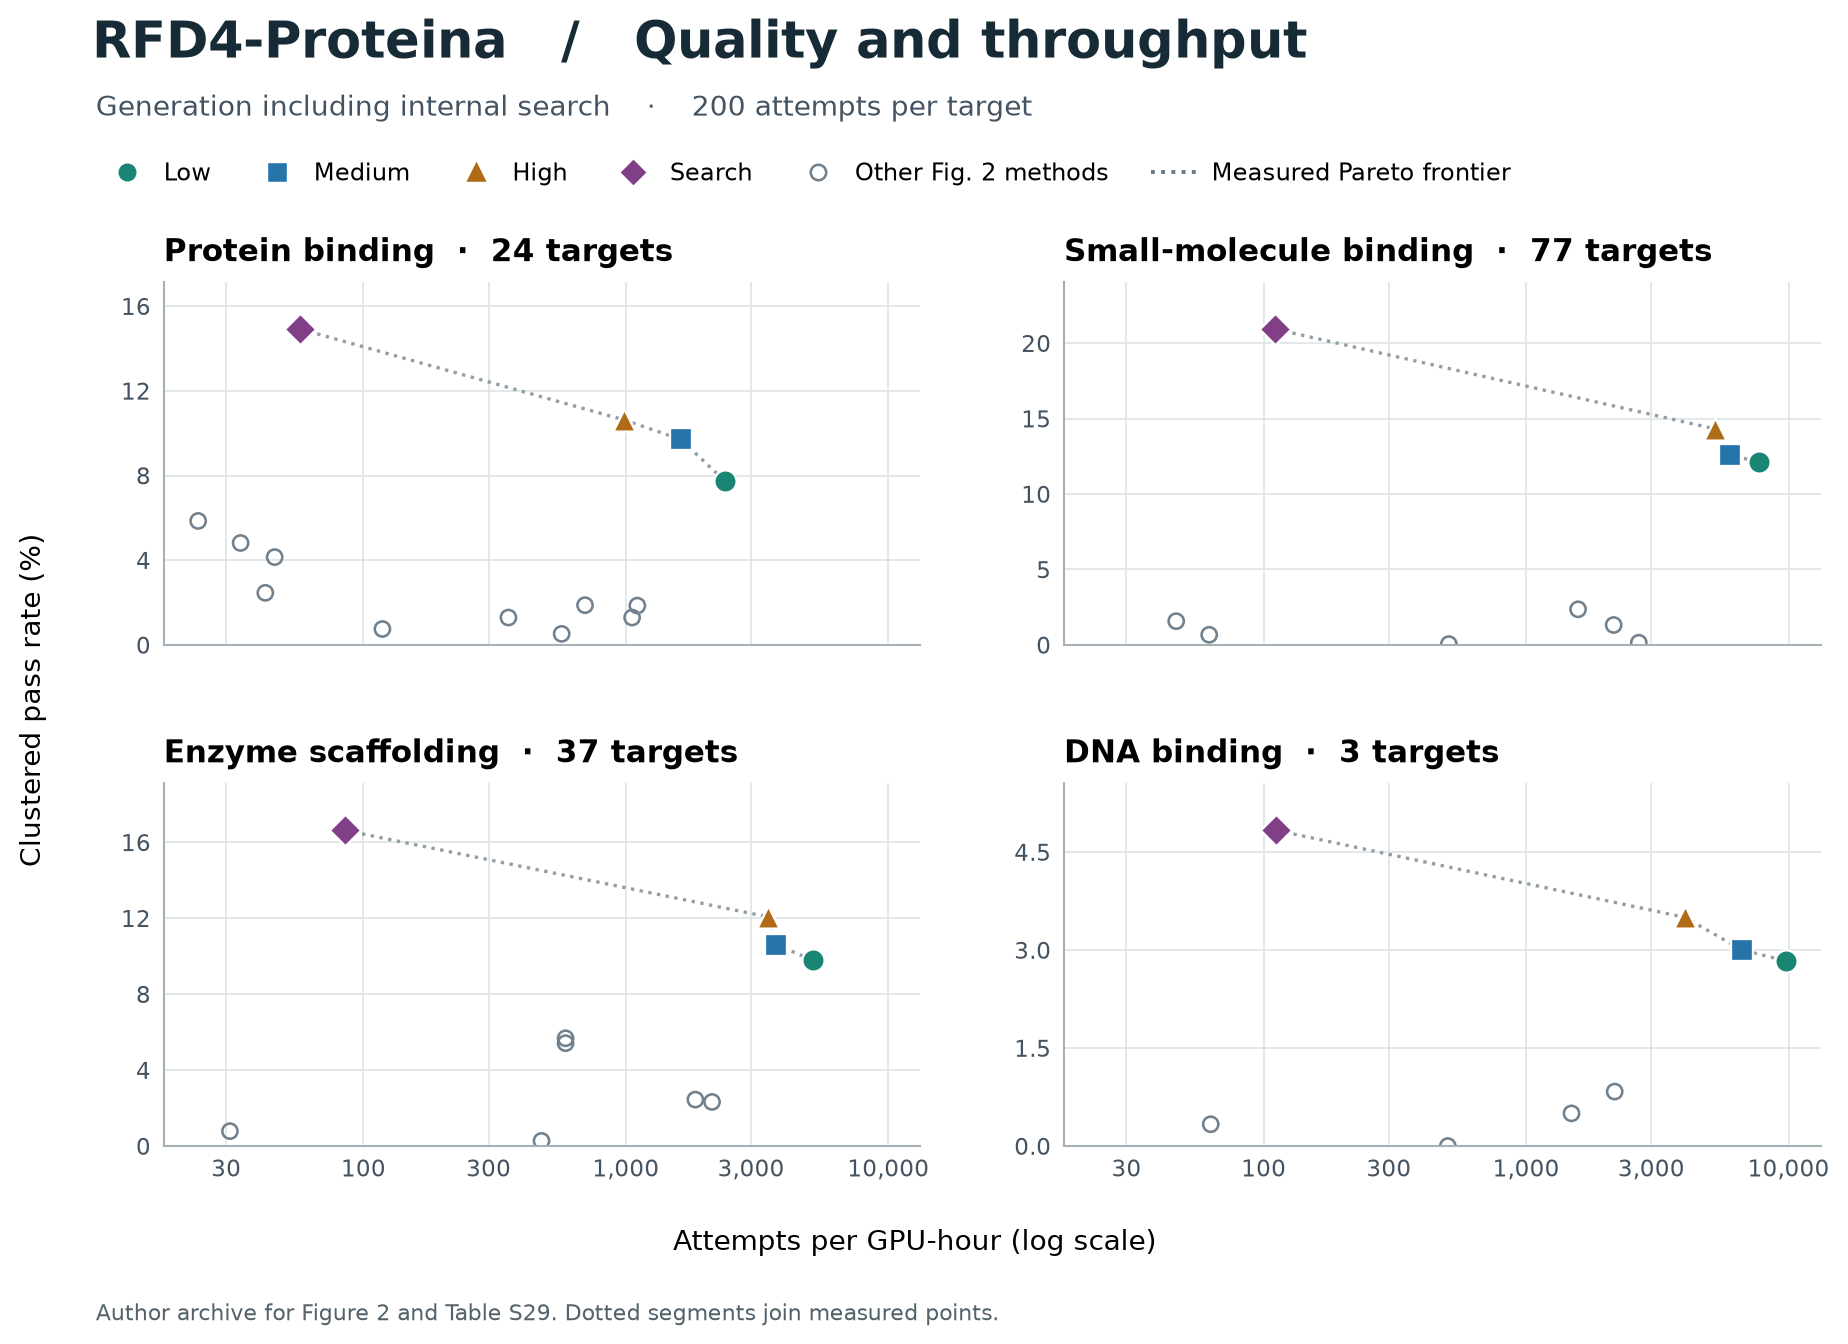 RFD4-Proteina / Quality and throughput
Generation including internal search · 200 attempts per target
Low Medium High Search Other Fig. 2 methods Measured Pareto frontier
Protein binding · 24 targets
16
12
8
4
0
Small-molecule binding · 77 targets
20
15
10
5
0
Clustered pass rate (%)
Enzyme scaffolding · 37 targets
16
12
8
4
0
30 100 300 1,000 3,000 10,000
DNA binding · 3 targets
4.5
3.0
1.5
0.0
30 100 300 1,000 3,000 10,000
Attempts per GPU-hour (log scale)
Author archive for Figure 2 and Table S29. Dotted segments join measured points.